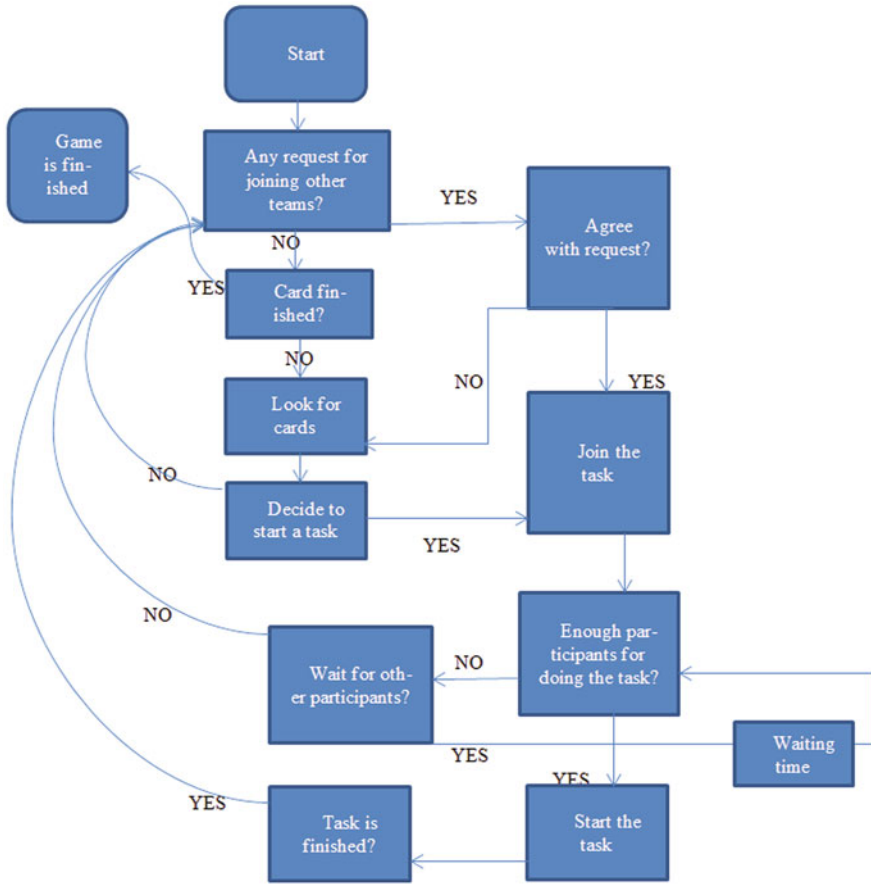 Start
Game
is fin-
ished
Any request for
joining other
teams?
YES
Agree
with request?
NO
YES
Card fin-
ished?
NO
NO
YES
Look for
cards
Join the
task
NO
Decide to
start a task
YES
Enough par-
ticipants for
doing the task?
NO
NO
Wait for oth-
er participants?
YES
Waiting
time
YES
YES
Task is
finished?
Start the
task